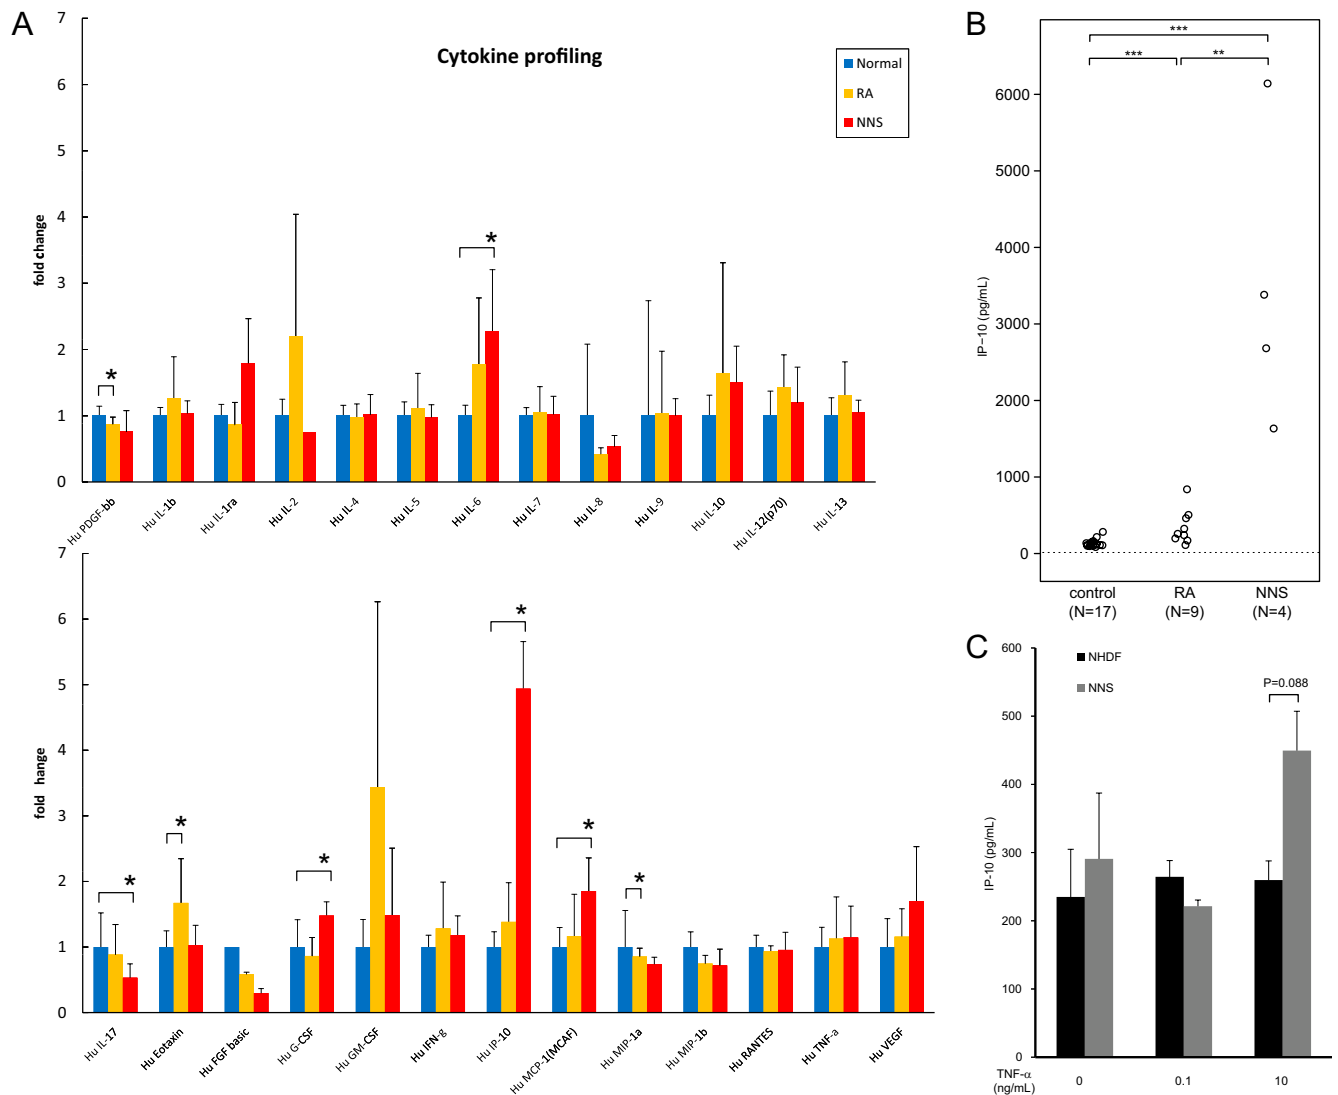 A
Cytokine profiling
Normal
RA
NNS
fold change
7
6
5
4
3
2
1
0
*
*
Hu PDGF-bb
Hu IL-1b
Hu IL-1ra
Hu IL-2
Hu IL-4
Hu IL-5
Hu IL-6
Hu IL-7
Hu IL-8
Hu IL-9
Hu IL-10
Hu IL-12(p70)
Hu IL-13
fold hange
7
6
5
4
3
2
1
0
*
*
*
*
*
*
Hu IL-17
Hu Eotaxin
Hu FGF basic
Hu G-CSF
Hu GM-CSF
Hu IFN-g
Hu IP-10
Hu MCP-1(MCAF)
Hu MIP-1a
Hu MIP-1b
Hu RANTES
Hu TNF-a
Hu VEGF
B
***
*** **
IP−10 (pg/mL)
6000
5000
4000
3000
2000
1000
0
control RA NNS
(N=17) (N=9) (N=4)
C
NHDF
NNS
P=0.088
IP-10 (pg/mL)
600
500
400
300
200
100
0
TNF-α
(ng/mL)
0 0.1 10